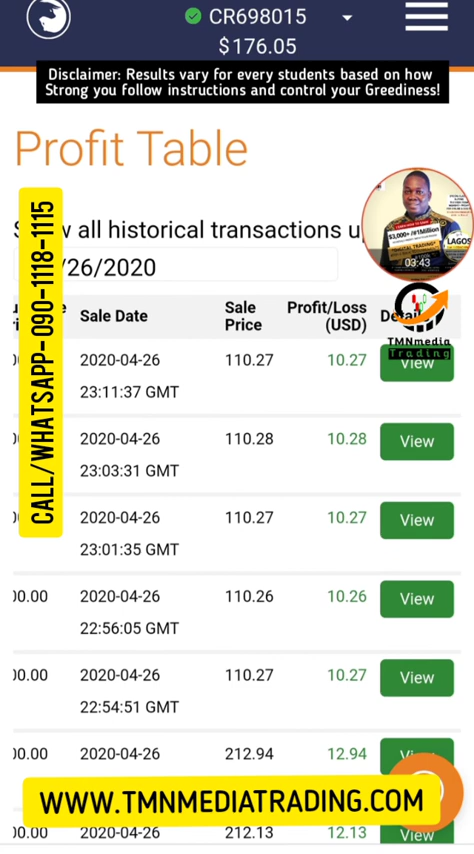 CR698015
$176.05
Disclaimer: Results vary for every students based on how
Strong you follow instructions and control your Greediness!
Profit Table
all historical transactions
/26/2020
CALL/WHATSAPP-090-1118-1115
$3,000+ /#1Million
LAGOS
03:43
TMNmedia
Trading
Sale Date
Sale Price
Profit/Loss (USD)
2020-04-26 110.27 10.27 View
23:11:37 GMT
2020-04-26 110.28 10.28 View
23:03:31 GMT
2020-04-26 110.27 10.27 View
23:01:35 GMT
00.00 2020-04-26 110.26 10.26 View
22:56:05 GMT
00.00 2020-04-26 110.27 10.27 View
22:54:51 GMT
00.00 2020-04-26 212.94 12.94 View
WWW.TMNMEDIATRADING.COM
00.00 2020-04-26 212.13 12.13 View